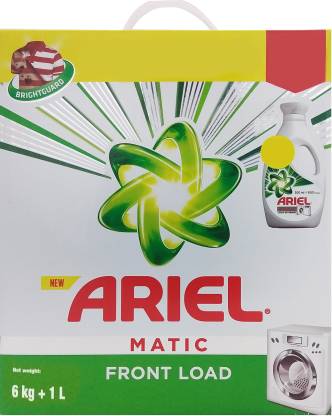 BRIGHTGUARD
ARIEL
NEW
ARIEL
MATIC
FRONT LOAD
Net weight:
6 kg + 1 L